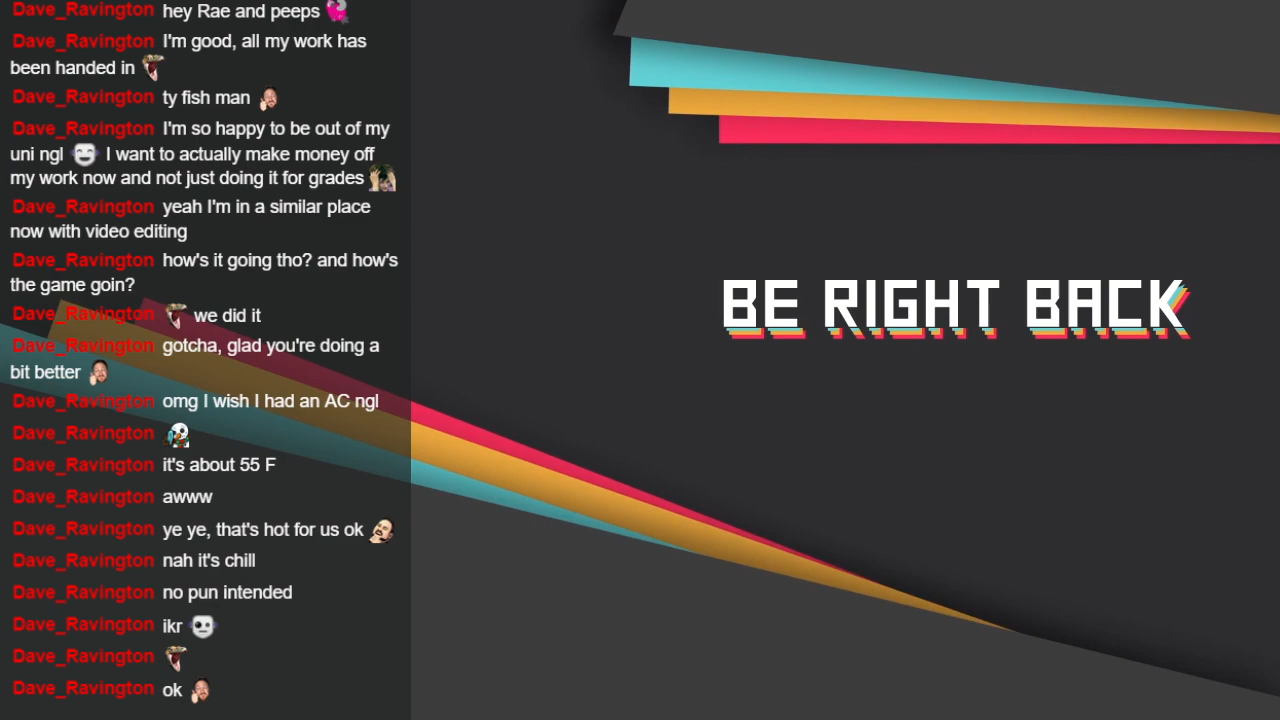 Dave_Ravington hey Rae and peeps
Dave_Ravington I'm good, all my work has
been handed in
Dave_Ravington ty fish man
Dave_Ravington I'm so happy to be out of my
uni ngl I want to actually make money off
my work now and not just doing it for grades
Dave_Ravington yeah I'm in a similar place
now with video editing
Dave_Ravington how's it going tho? and how's
the game goin?
Dave_Ravington we did it
Dave_Ravington gotcha, glad you're doing a
bit better
Dave_Ravington omg I wish I had an AC ngl
Dave_Ravington
Dave_Ravington it's about 55 F
Dave_Ravington awww
Dave_Ravington ye ye, that's hot for us ok
Dave_Ravington nah it's chill
Dave_Ravington no pun intended
Dave_Ravington ikr
Dave_Ravington
Dave_Ravington ok
BE RIGHT BACK